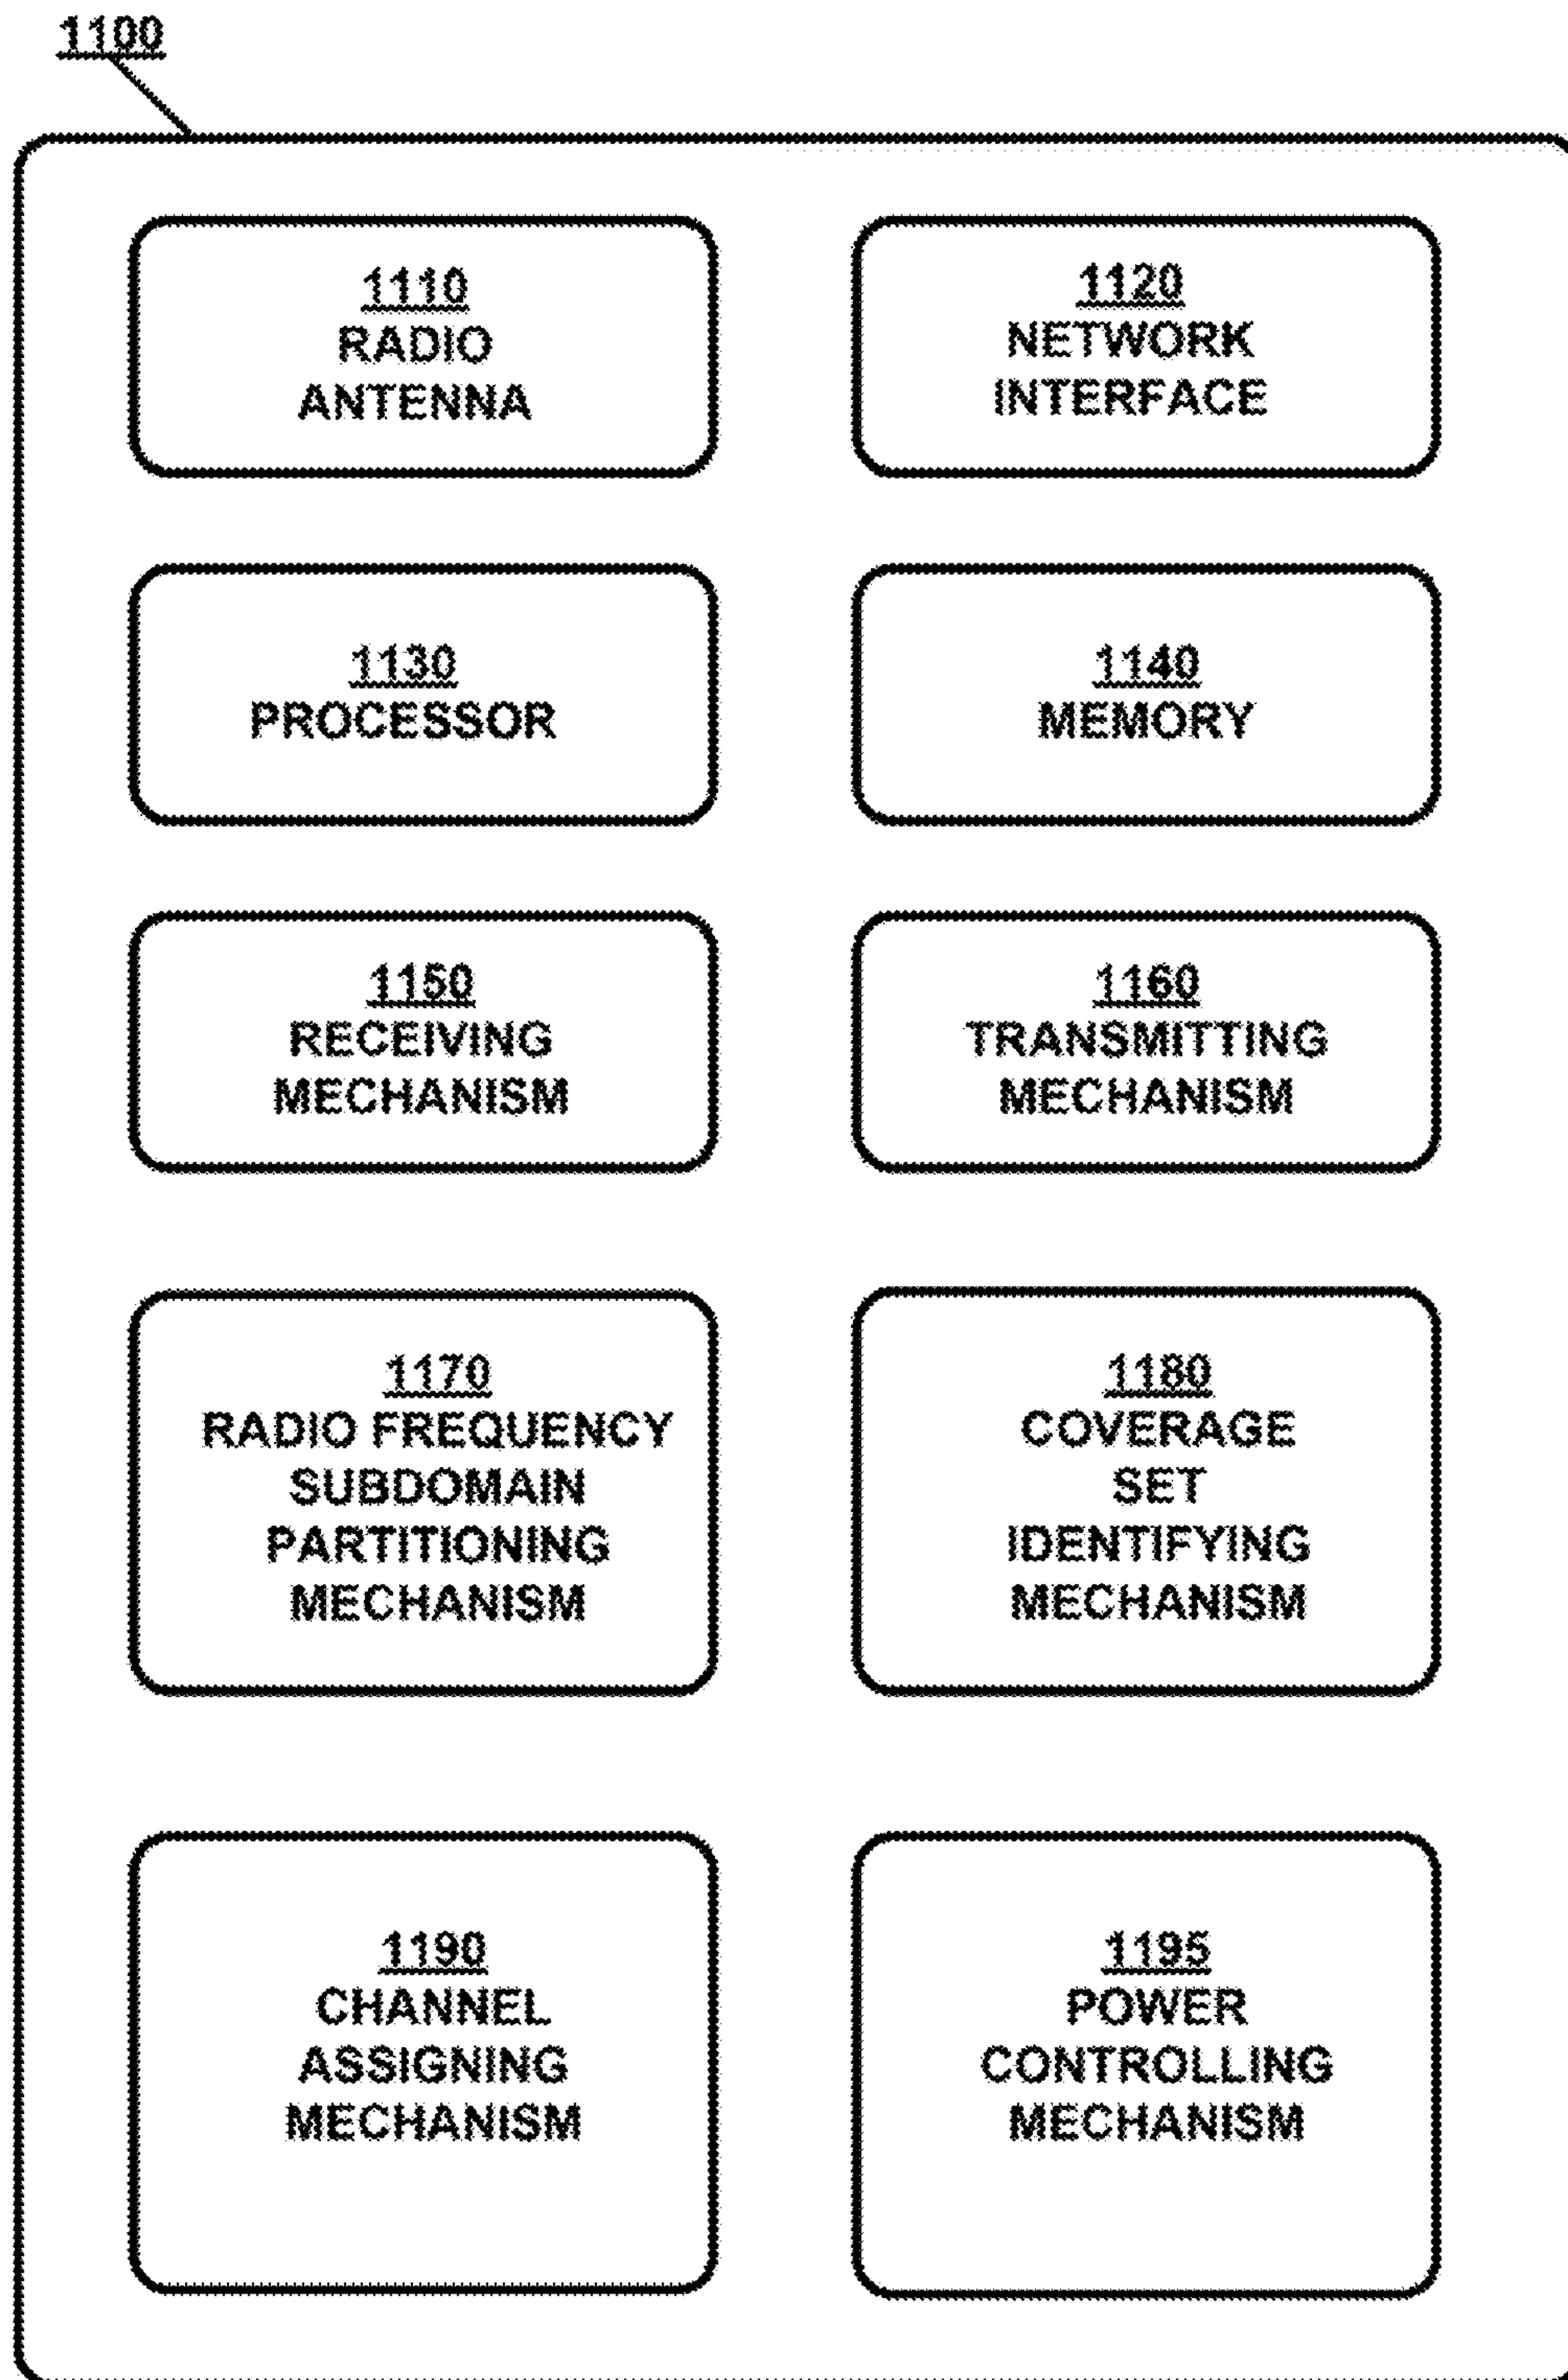 1100
1110
RADIO
ANTENNA
1120
NETWORK
INTERFACE
1130
PROCESSOR
1140
MEMORY
1150
RECEIVING
MECHANISM
1160
TRANSMITTING
MECHANISM
1170
RADIO FREQUENCY
SUBDOMAIN
PARTITIONING
MECHANISM
1180
COVERAGE
SET
IDENTIFYING
MECHANISM
1190
CHANNEL
ASSIGNING
MECHANISM
1195
POWER
CONTROLLING
MECHANISM